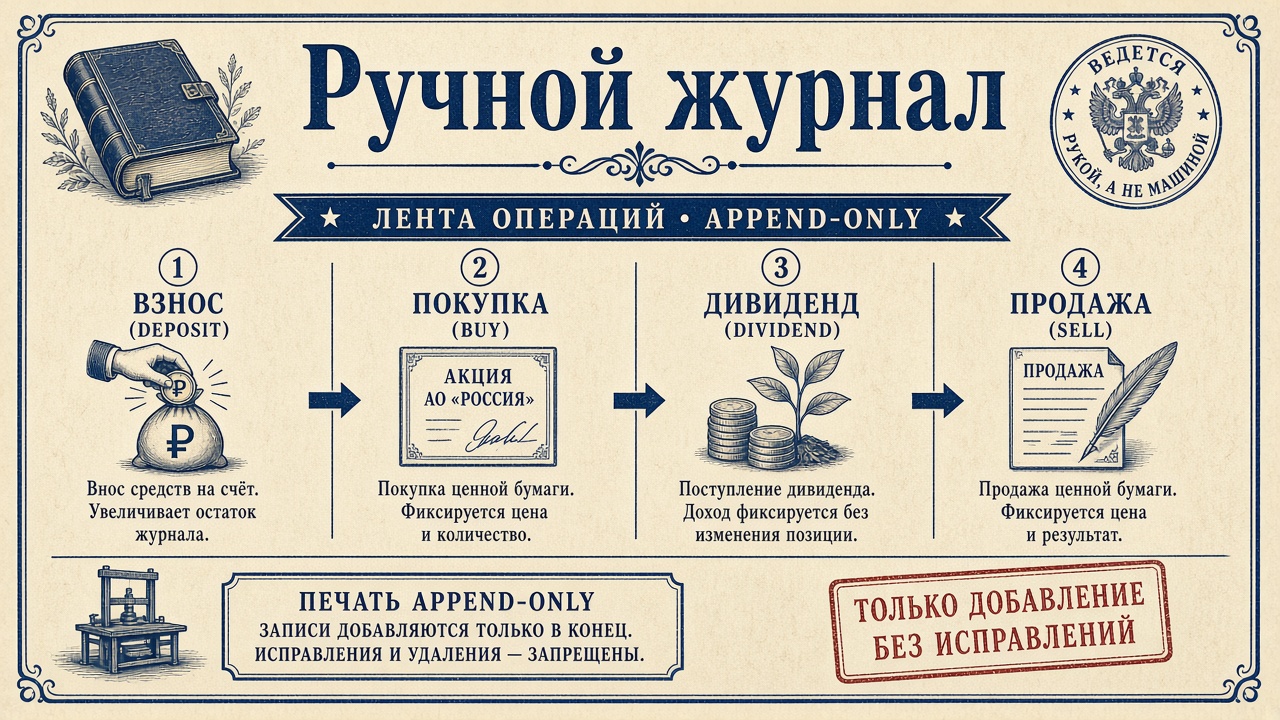 Ручной журнал
ВЕДЕТСЯ
РУКОЙ, А НЕ МАШИНОЙ
ЛЕНТА ОПЕРАЦИЙ • APPEND-ONLY
1
ВЗНОС
(DEPOSIT)
₽
₽
Внос средств на счёт.
Увеличивает остаток
журнала.
2
ПОКУПКА
(BUY)
АКЦИЯ
АО «РОССИЯ»
Покупка ценной бумаги.
Фиксируется цена
и количество.
3
ДИВИДЕНД
(DIVIDEND)
Поступление дивиденда.
Доход фиксируется без
изменения позиции.
4
ПРОДАЖА
(SELL)
ПРОДАЖА
Продажа ценной бумаги.
Фиксируется цена
и результат.
ПЕЧАТЬ APPEND-ONLY
ЗАПИСИ ДОБАВЛЯЮТСЯ ТОЛЬКО В КОНЕЦ.
ИСПРАВЛЕНИЯ И УДАЛЕНИЯ — ЗАПРЕЩЕНЫ.
ТОЛЬКО ДОБАВЛЕНИЕ
БЕЗ ИСПРАВЛЕНИЙ